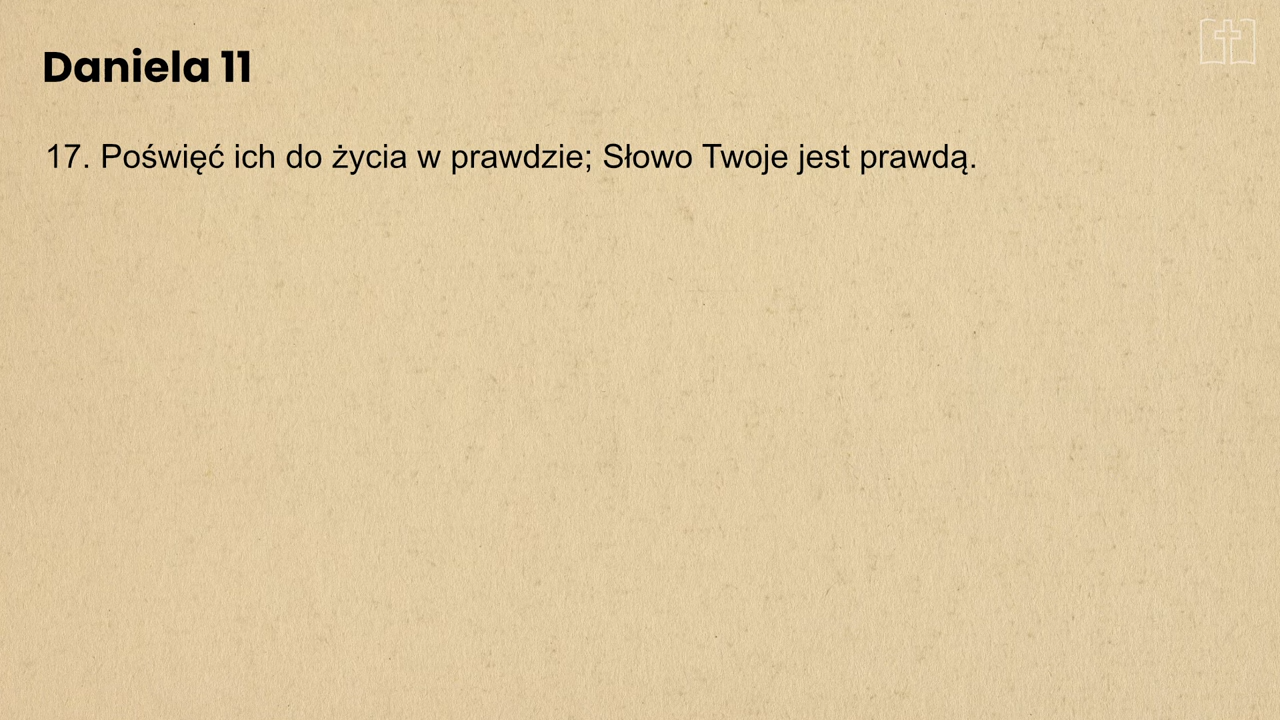 Daniela 11
17. Poświęć ich do życia w prawdzie; Słowo Twoje jest prawdą.